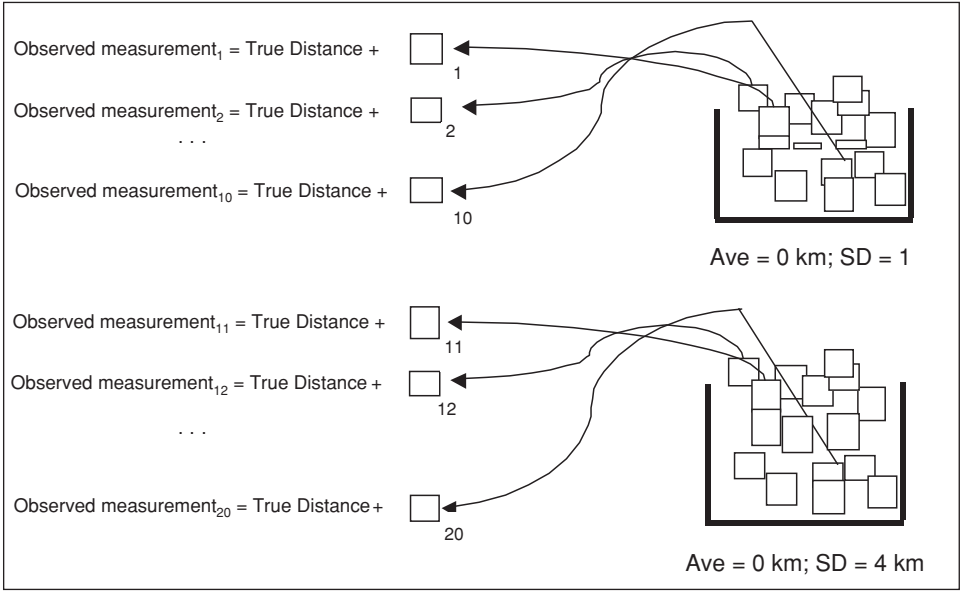 Observed measurement₁ = True Distance +
1
Observed measurement₂ = True Distance +
2
. . .
Observed measurement₁₀ = True Distance +
10
Ave = 0 km; SD = 1
Observed measurement₁₁ = True Distance +
11
Observed measurement₁₂ = True Distance +
12
. . .
Observed measurement₂₀ = True Distance +
20
Ave = 0 km; SD = 4 km